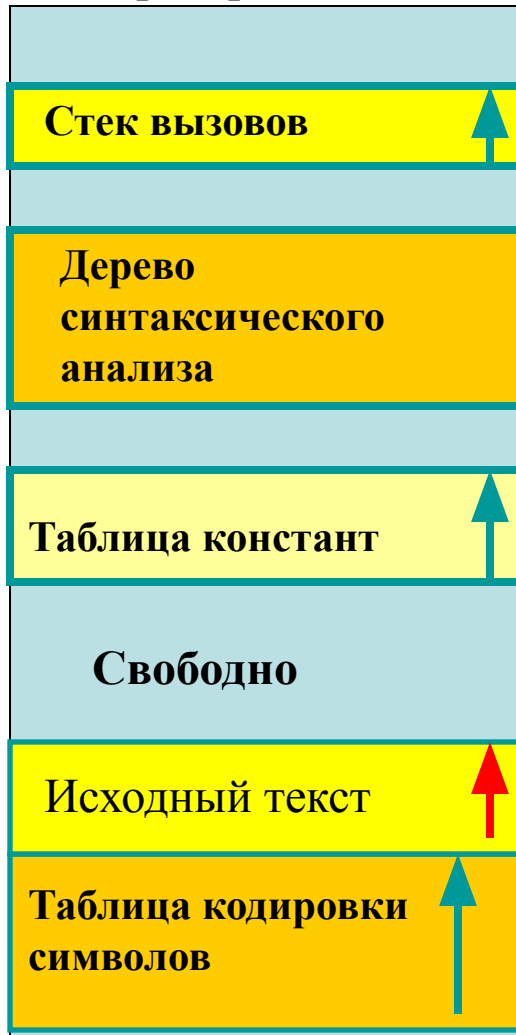 Стек вызовов
Дерево
синтаксического
анализа
Таблица констант
Свободно
Исходный текст
Таблица кодировки
символов